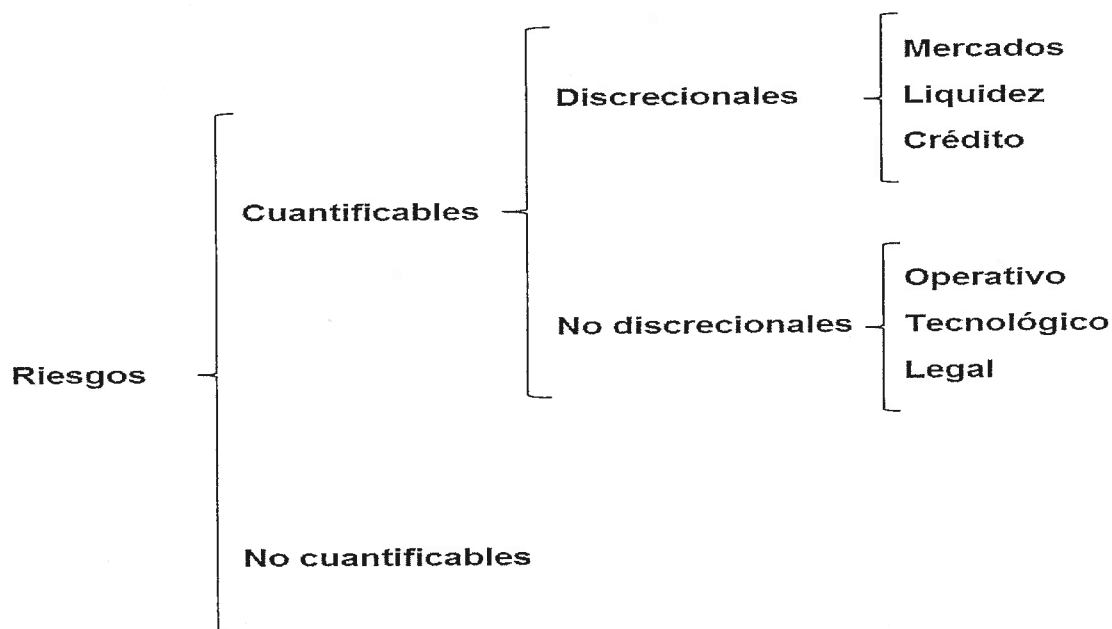 Riesgos
Cuantificables
Discrecionales
Mercados
Liquidez
Crédito
No discrecionales
Operativo
Tecnológico
Legal
No cuantificables